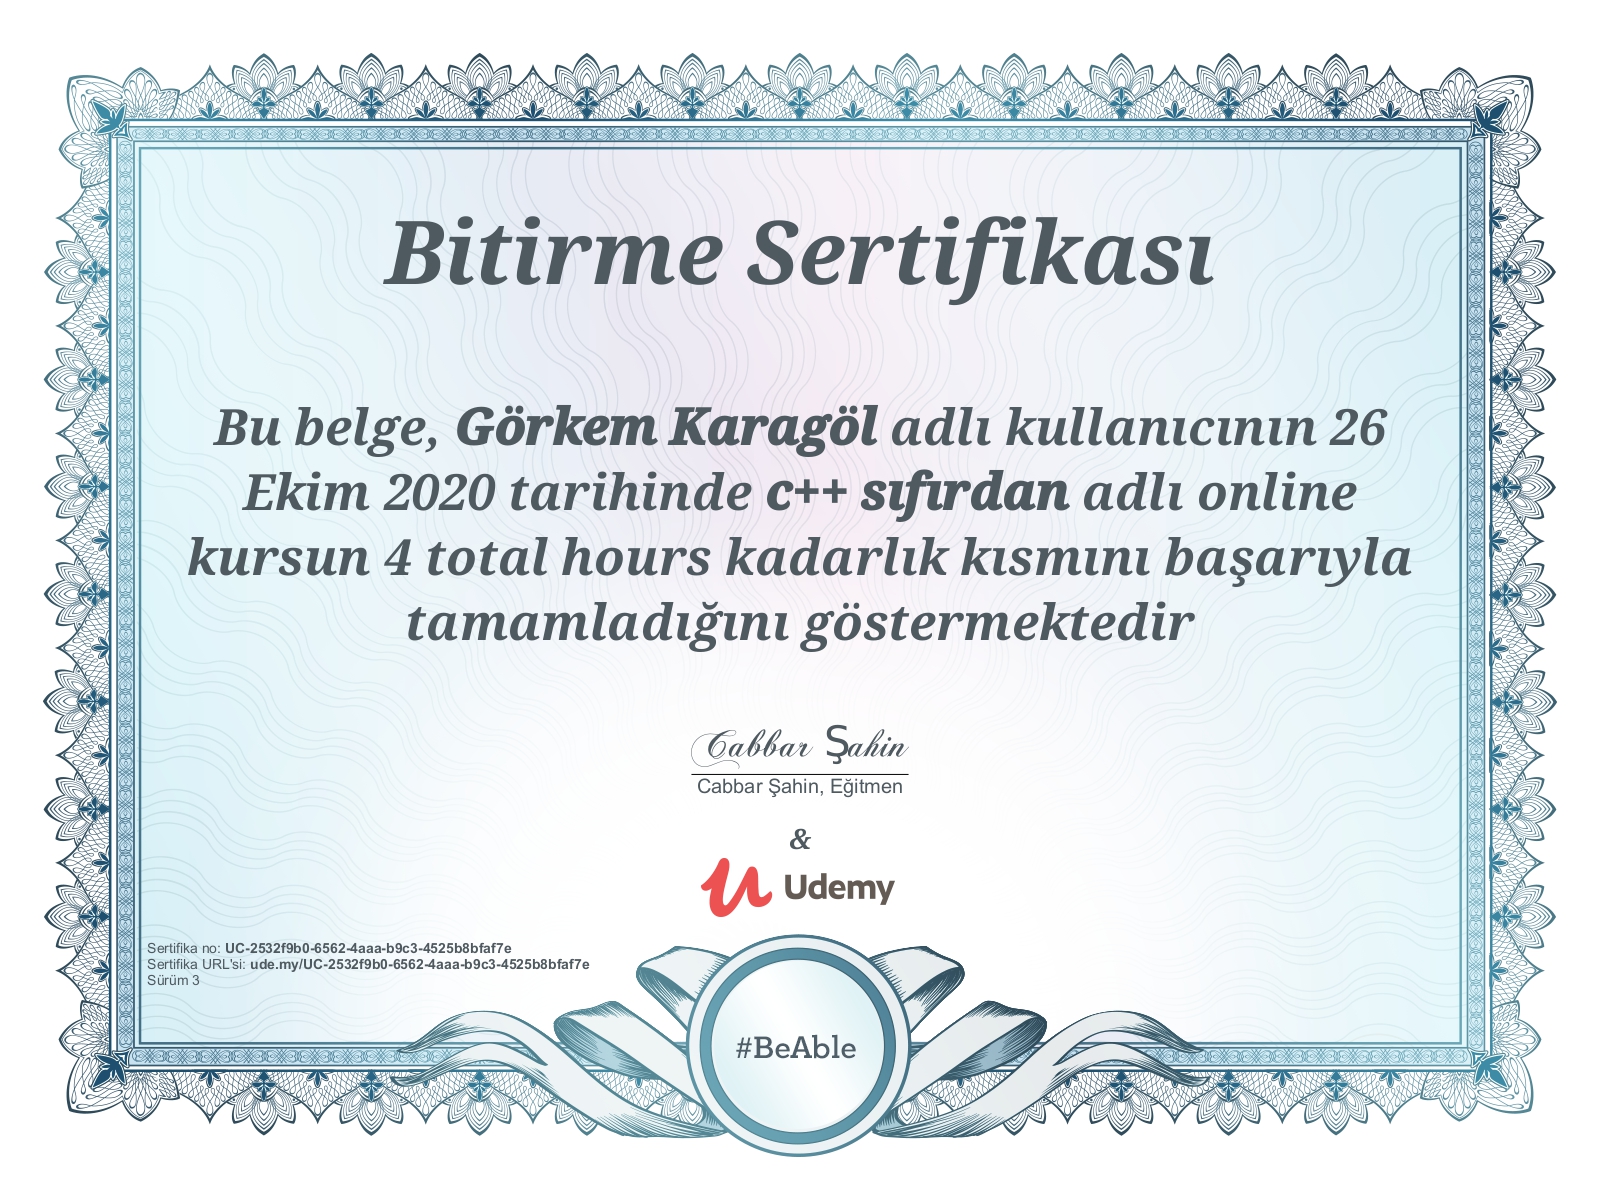 Bitirme Sertifikası
Bu belge, Görkem Karagöl adlı kullanıcının 26
Ekim 2020 tarihinde c++ sıfırdan adlı online
kursun 4 total hours kadarlık kısmını başarıyla
tamamladığını göstermektedir
Cabbar Şahin
Cabbar Şahin, Eğitmen
&
Udemy
Sertifika no: UC-2532f9b0-6562-4aaa-b9c3-4525b8bfaf7e
Sertifika URL'si: ude.my/UC-2532f9b0-6562-4aaa-b9c3-4525b8bfaf7e
Sürüm 3
#BeAble